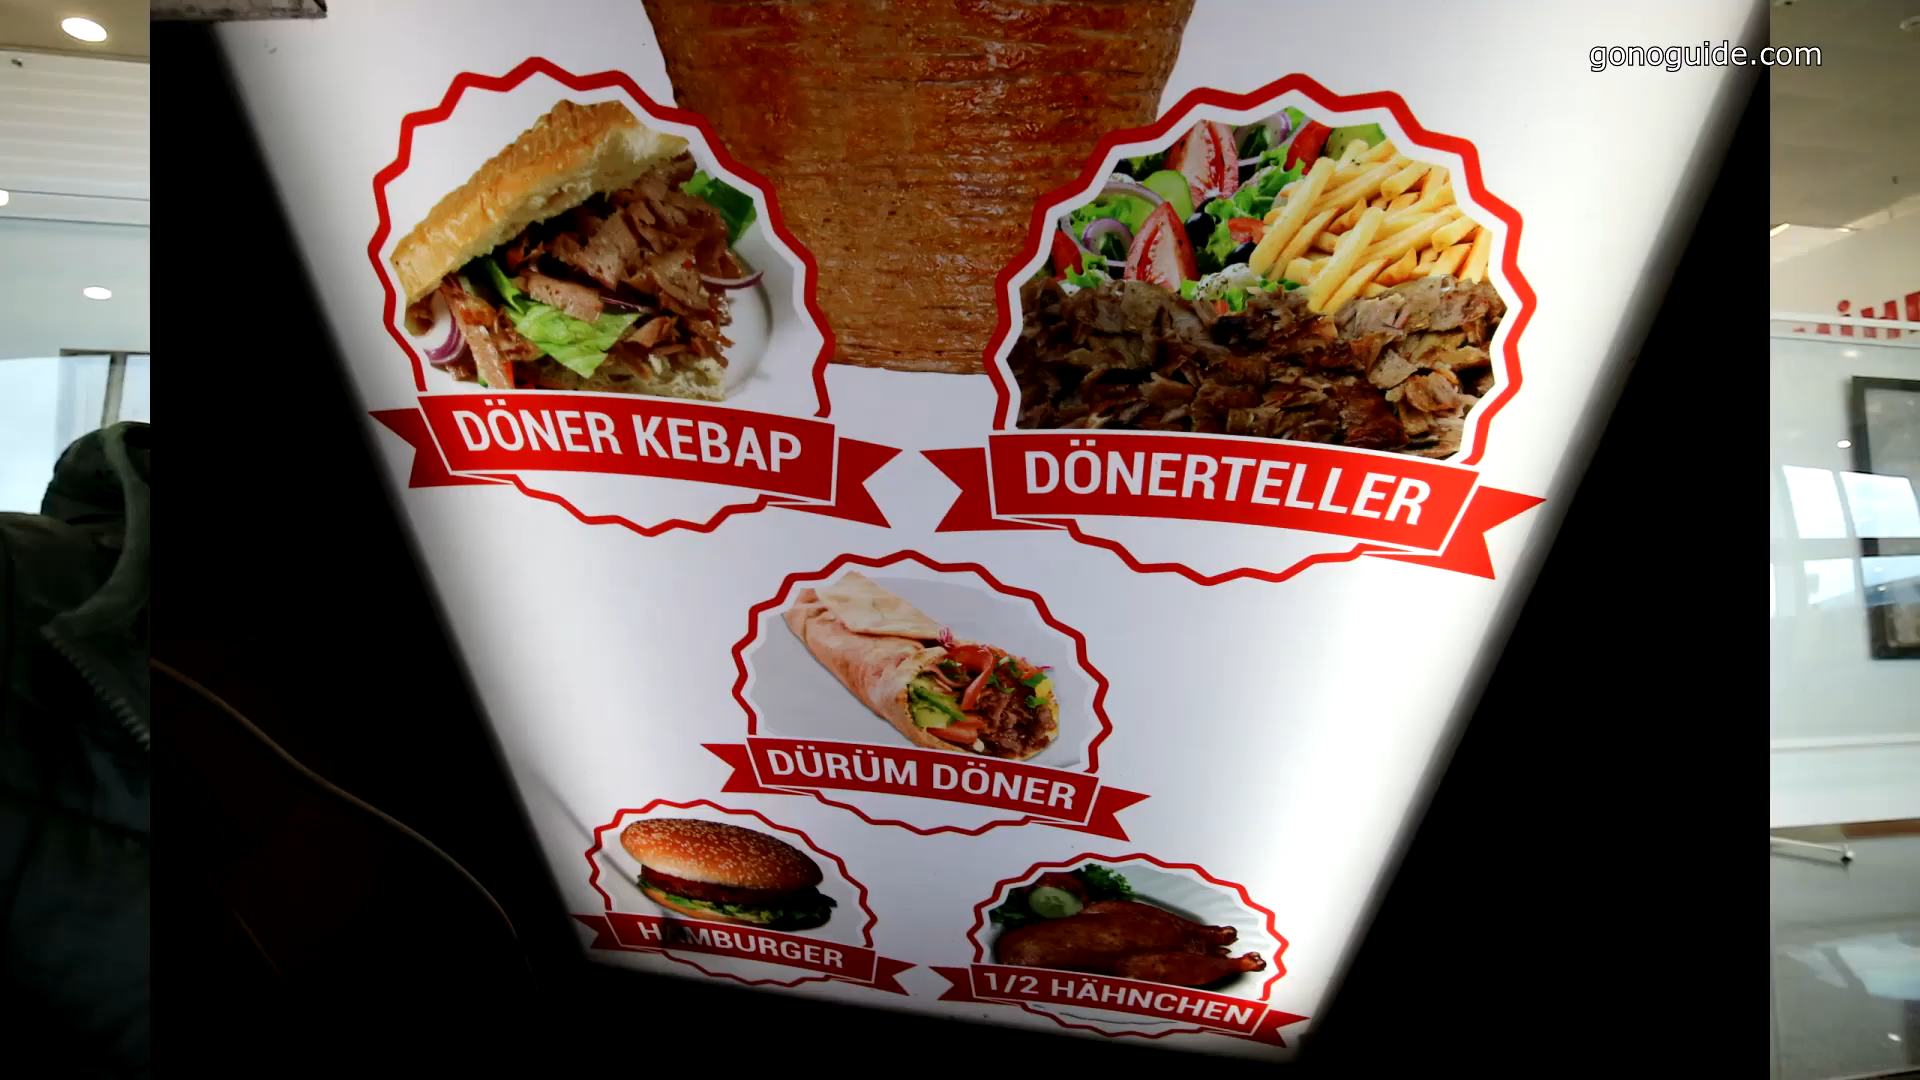 gonoguide.com
DÖNER KEBAP
DÖNERTELLER
DÜRÜM DÖNER
HAMBURGER
1/2 HÄHNCHEN